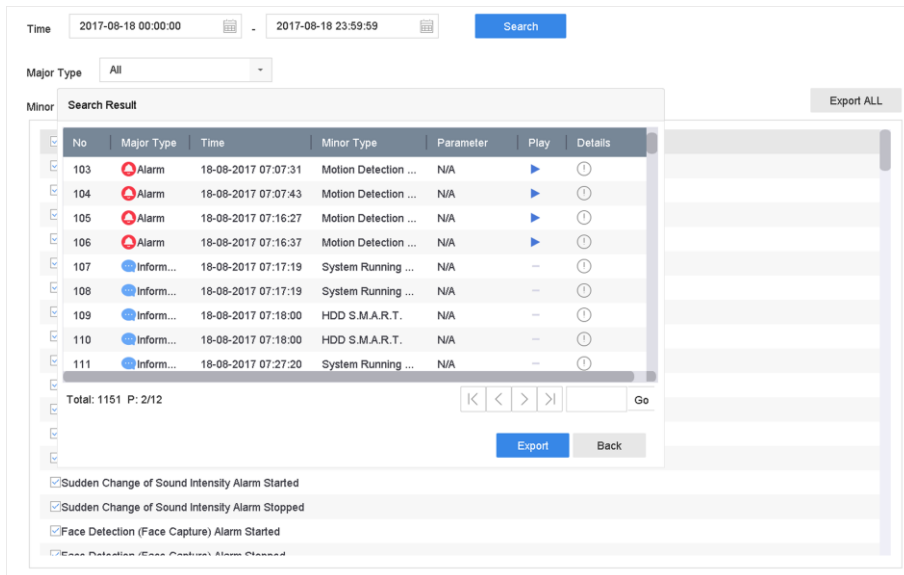 Time 2017-08-18 00:00:00 - 2017-08-18 23:59:59 Search
Major Type All
Minor Search Result Export ALL
No Major Type Time Minor Type Parameter Play Details
103 Alarm 18-08-2017 07:07:31 Motion Detection ... N/A
104 Alarm 18-08-2017 07:07:43 Motion Detection ... N/A
105 Alarm 18-08-2017 07:16:27 Motion Detection ... N/A
106 Alarm 18-08-2017 07:16:37 Motion Detection ... N/A
107 Inform... 18-08-2017 07:17:19 System Running ... N/A —
108 Inform... 18-08-2017 07:17:19 System Running ... N/A —
109 Inform... 18-08-2017 07:18:00 HDD S.M.A.R.T. N/A —
110 Inform... 18-08-2017 07:18:00 HDD S.M.A.R.T. N/A —
111 Inform... 18-08-2017 07:27:20 System Running ... N/A —
Total: 1151 P: 2/12 Go
Export Back
Sudden Change of Sound Intensity Alarm Started
Sudden Change of Sound Intensity Alarm Stopped
Face Detection (Face Capture) Alarm Started
Face Detection (Face Capture) Alarm Stopped